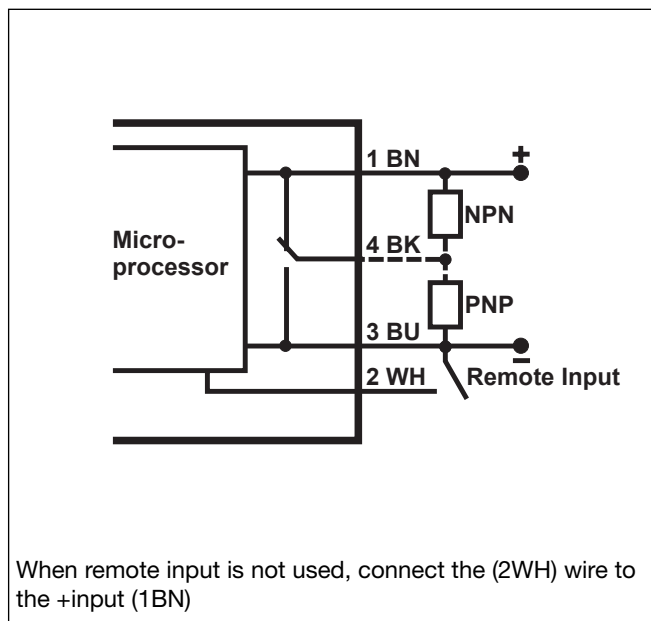 1 BN
+
NPN
Micro-
processor
4 BK
PNP
3 BU
–
2 WH
Remote Input
When remote input is not used, connect the (2WH) wire to
the +input (1BN)